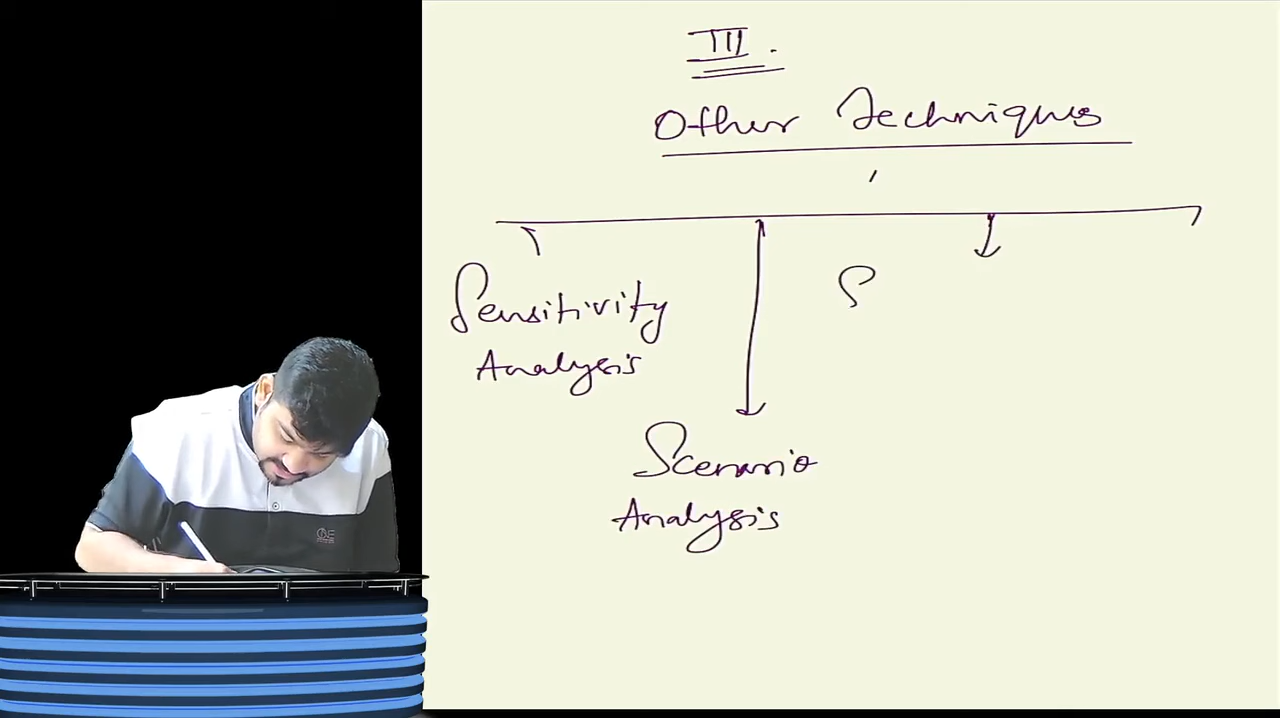 III.
Other Techniques
Sensitivity
Analysis
S
Scenario
Analysis